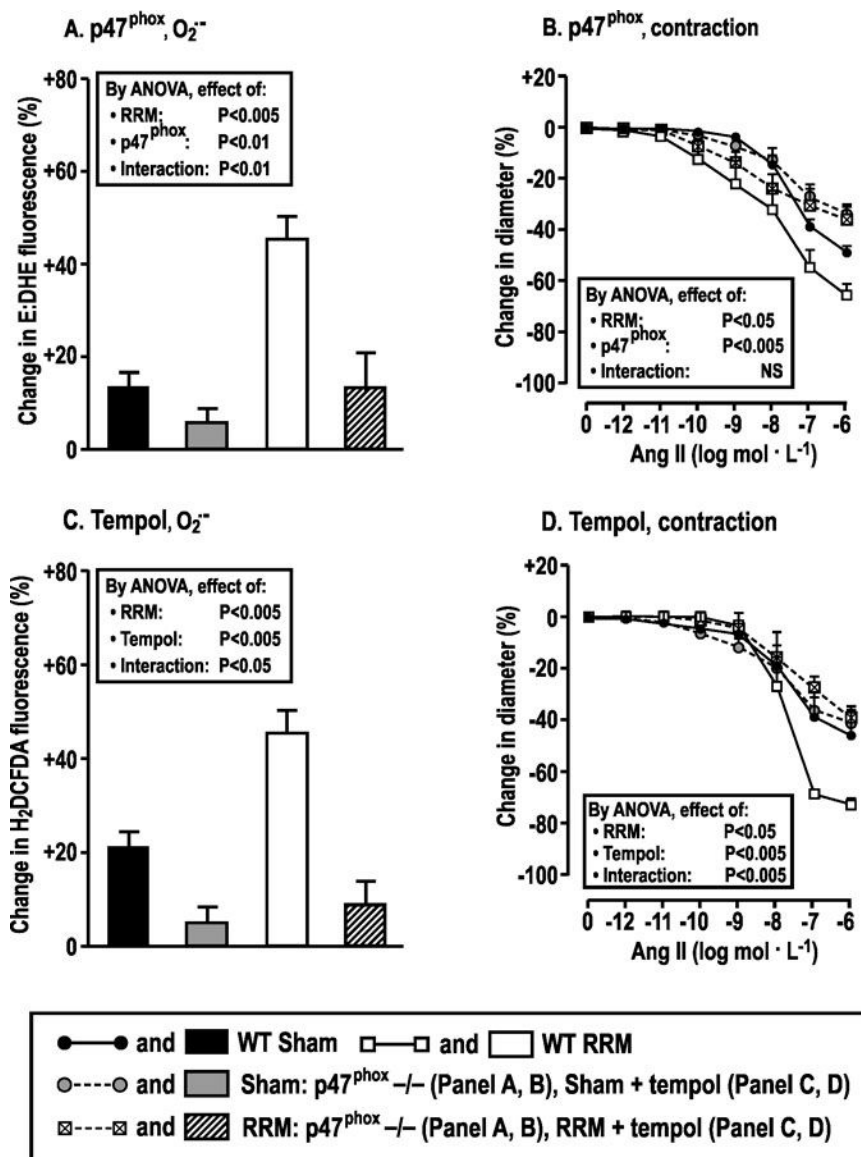 A. p47phox, O2·-
Change in E:DHE fluorescence (%)
+80
+60
+40
+20
0
By ANOVA, effect of:
• RRM: P<0.005
• p47phox: P<0.01
• Interaction: P<0.01
B. p47phox, contraction
Change in diameter (%)
+20
0
-20
-40
-60
-80
-100
By ANOVA, effect of:
• RRM: P<0.05
• p47phox: P<0.005
• Interaction: NS
0 -12 -11 -10 -9 -8 -7 -6
Ang II (log mol · L-1)
C. Tempol, O2·-
Change in H2DCFDA fluorescence (%)
+80
+60
+40
+20
0
By ANOVA, effect of:
• RRM: P<0.005
• Tempol: P<0.005
• Interaction: P<0.05
D. Tempol, contraction
Change in diameter (%)
+20
0
-20
-40
-60
-80
-100
By ANOVA, effect of:
• RRM: P<0.05
• Tempol: P<0.005
• Interaction: P<0.005
0 -12 -11 -10 -9 -8 -7 -6
Ang II (log mol · L-1)
and WT Sham and WT RRM
and Sham: p47phox –/– (Panel A, B), Sham + tempol (Panel C, D)
and RRM: p47phox –/– (Panel A, B), RRM + tempol (Panel C, D)